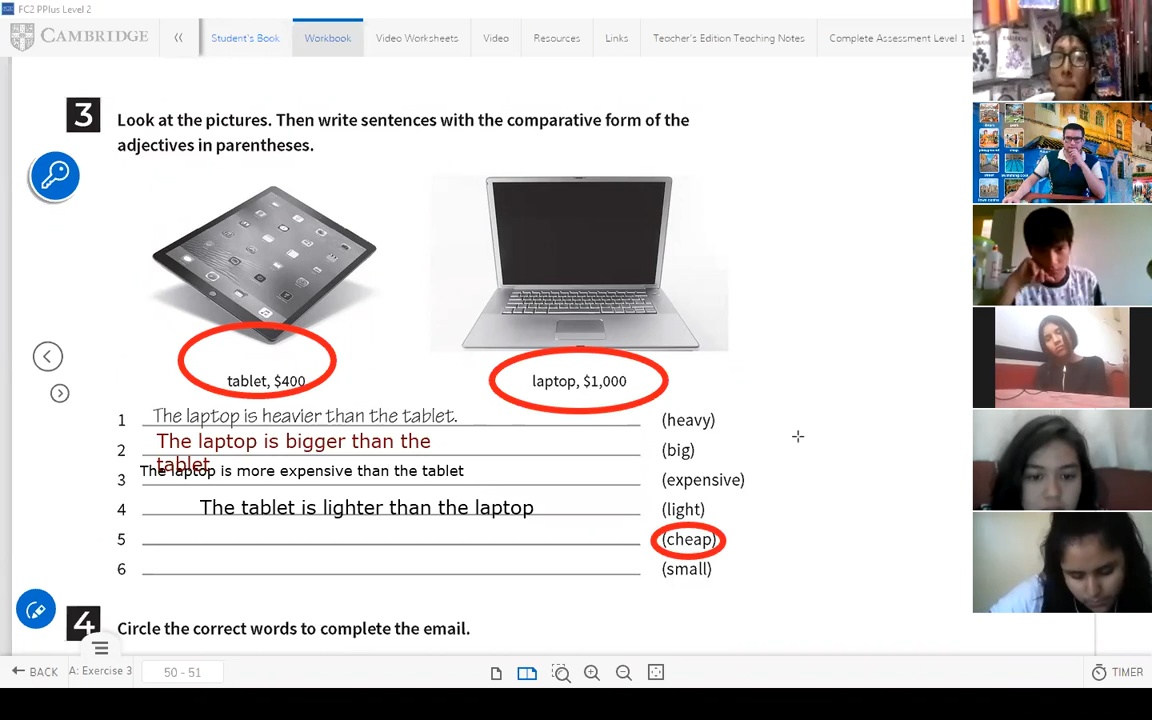 FC2 PPlus Level 2
CAMBRIDGE
Student's Book
Workbook
Video Worksheets
Video
Resources
Links
Teacher's Edition Teaching Notes
Complete Assessment Level 1
3 Look at the pictures. Then write sentences with the comparative form of the
adjectives in parentheses.
tablet, $400
laptop, $1,000
1 The laptop is heavier than the tablet. (heavy)
2 The laptop is bigger than the (big)
tablet
3 The laptop is more expensive than the tablet (expensive)
4 The tablet is lighter than the laptop (light)
5 (cheap)
6 (small)
4 Circle the correct words to complete the email.
BACK
A: Exercise 3
50 - 51
TIMER